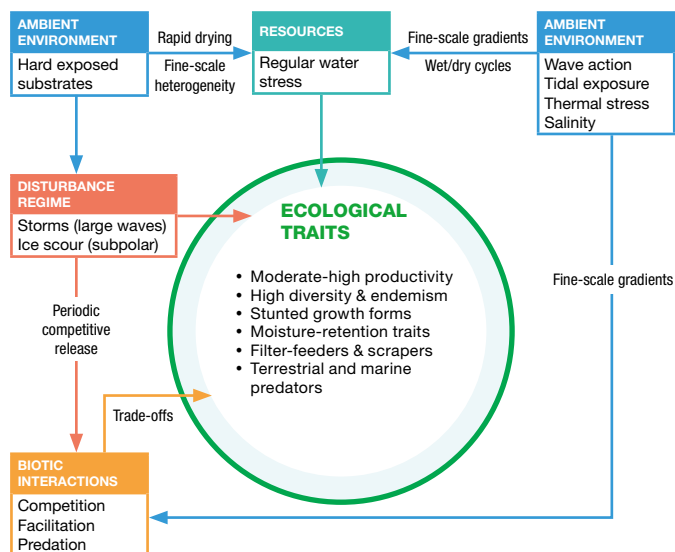 AMBIENT
ENVIRONMENT
Hard exposed
substrates
Rapid drying
Fine-scale
heterogeneity
RESOURCES
Regular water
stress
Fine-scale gradients
Wet/dry cycles
AMBIENT
ENVIRONMENT
Wave action
Tidal exposure
Thermal stress
Salinity
DISTURBANCE
REGIME
Storms (large waves)
Ice scour (subpolar)
ECOLOGICAL
TRAITS
• Moderate-high productivity
• High diversity & endemism
• Stunted growth forms
• Moisture-retention traits
• Filter-feeders & scrapers
• Terrestrial and marine
predators
Fine-scale gradients
Periodic
competitive
release
Trade-offs
BIOTIC
INTERACTIONS
Competition
Facilitation
Predation